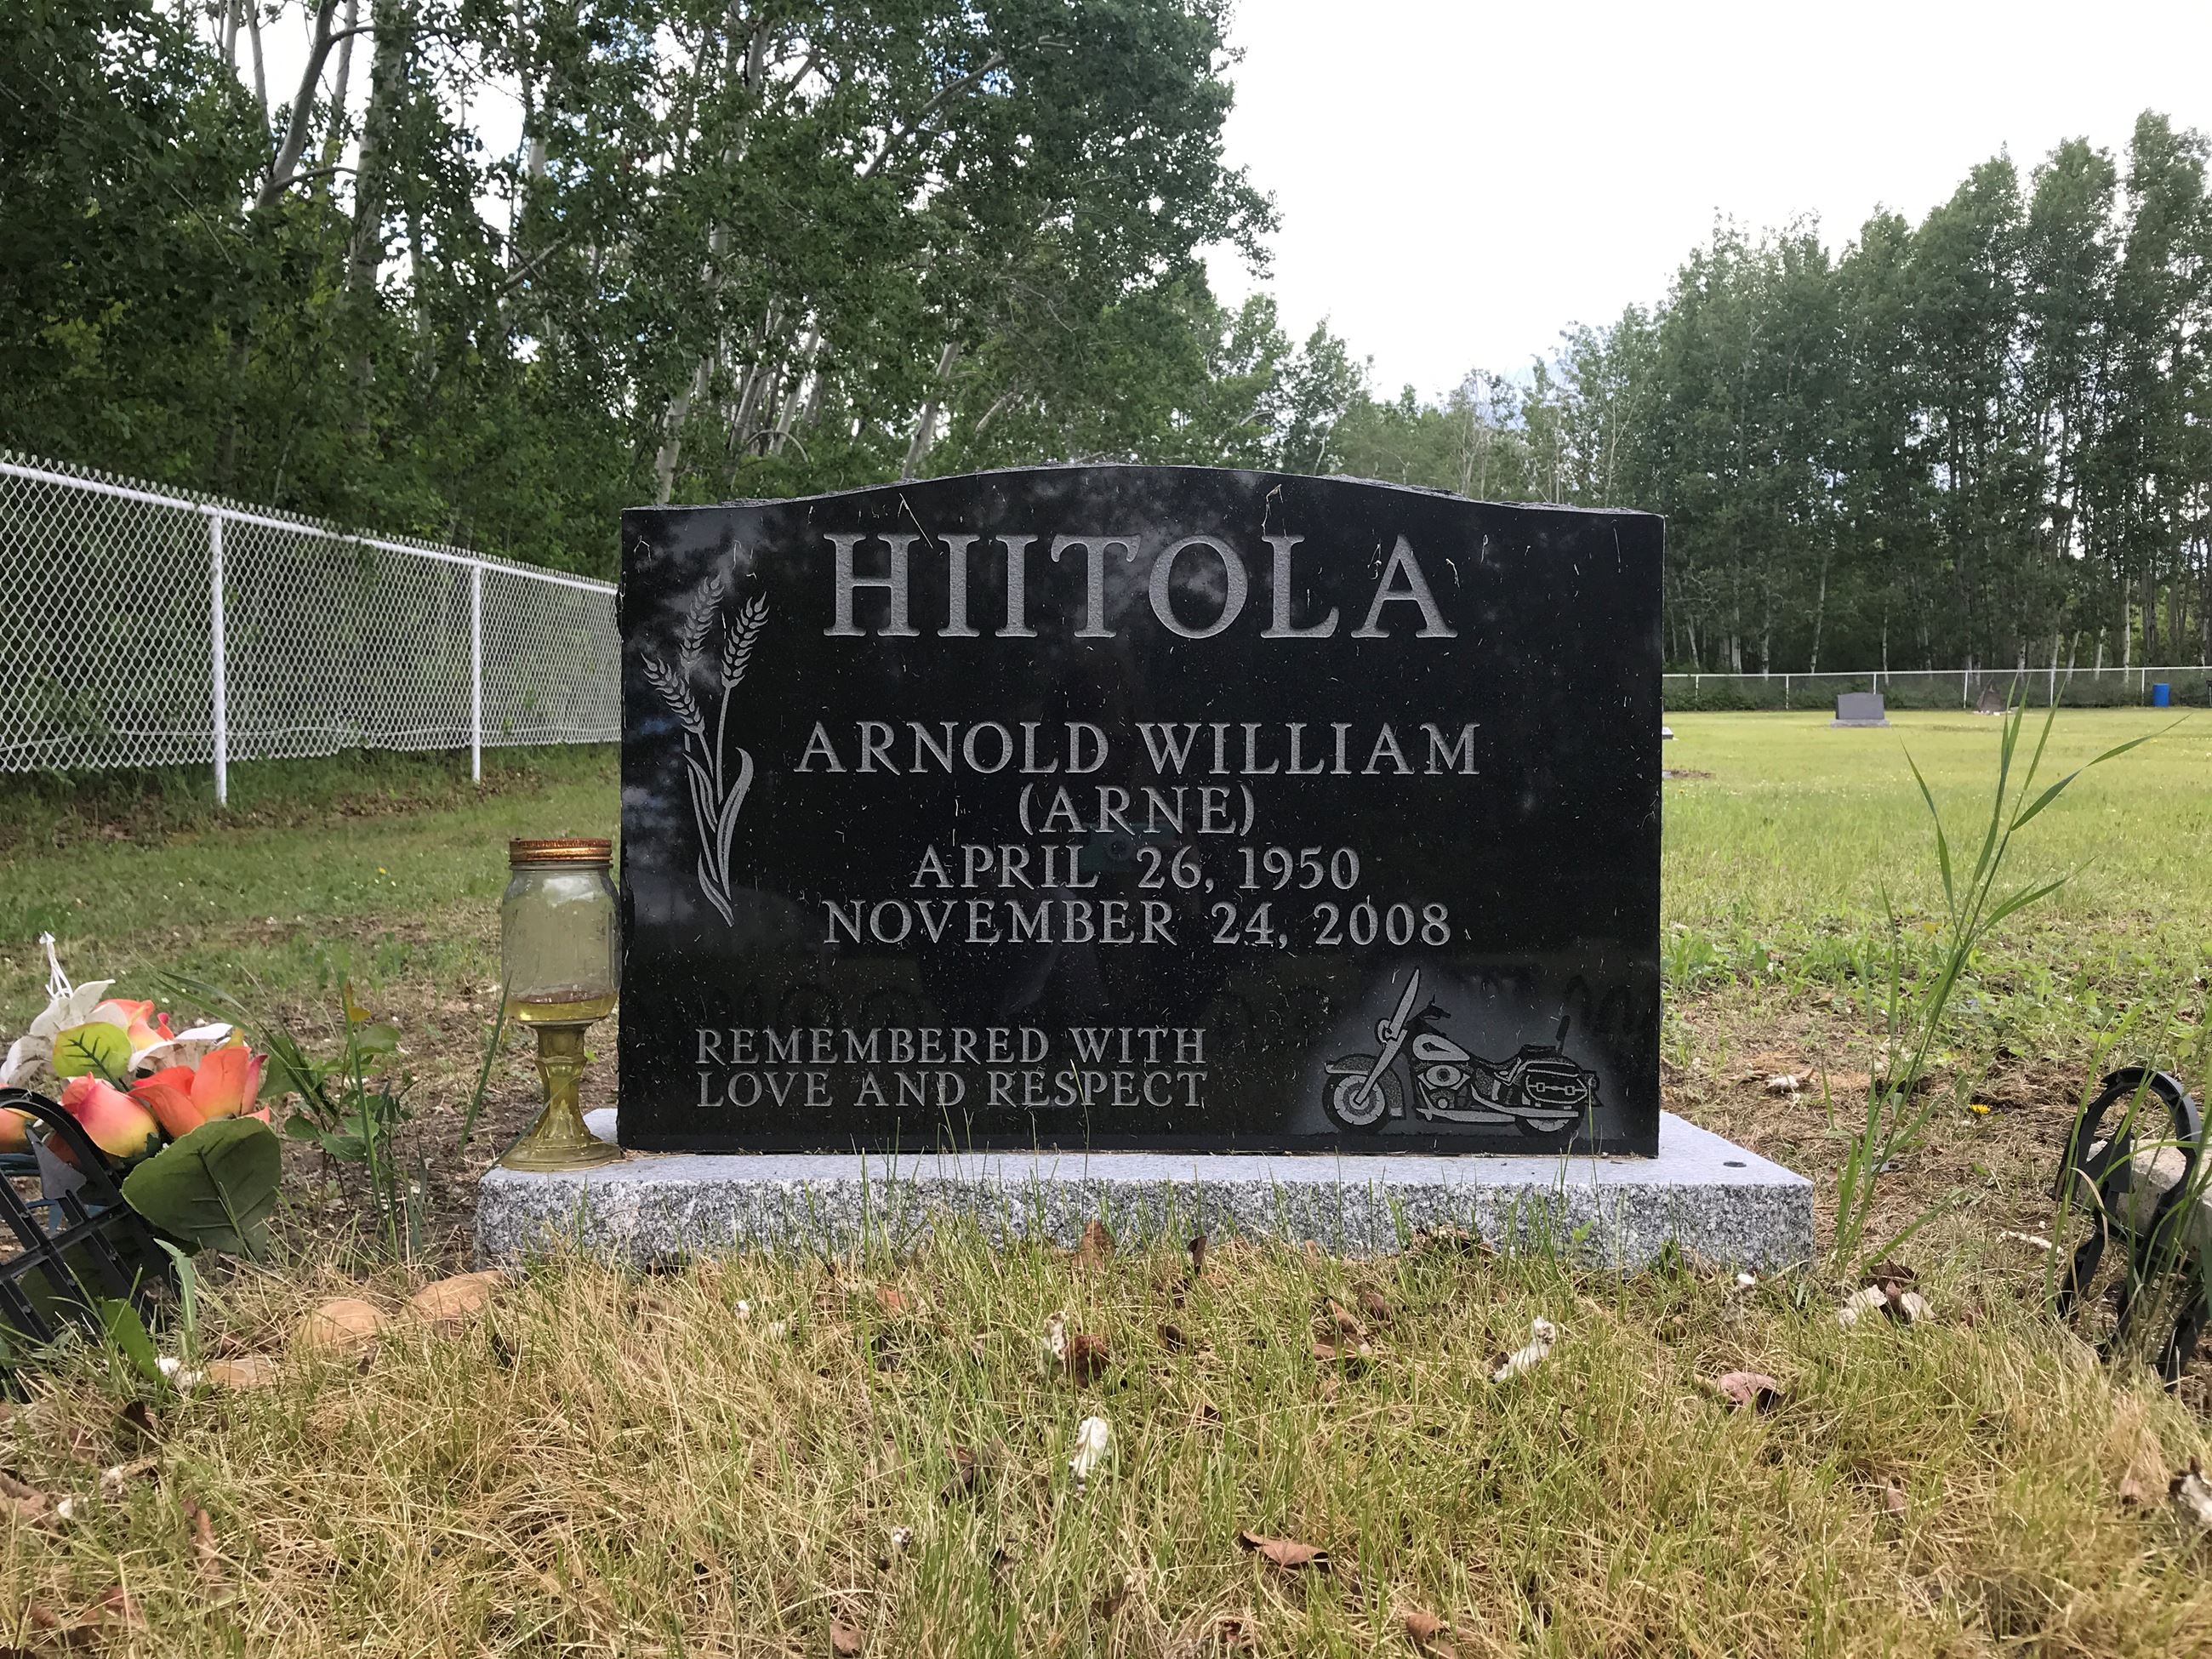 HIITOLA
ARNOLD WILLIAM
(ARNE)
APRIL 26, 1950
NOVEMBER 24, 2008
REMEMBERED WITH
LOVE AND RESPECT